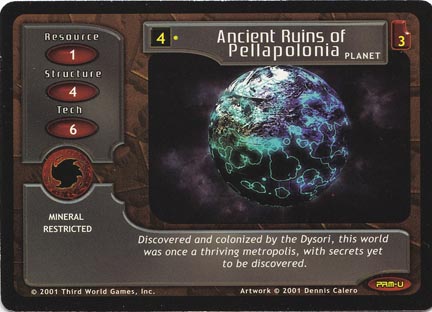 Resource
1
Structure
4
Tech
6
4
Ancient Ruins of
Pellapolonia PLANET
3
MINERAL
RESTRICTED
Discovered and colonized by the Dysori, this world
was once a thriving metropolis, with secrets yet
to be discovered.
PRM-U
© 2001 Third World Games, Inc.
Artwork © 2001 Dennis Calero